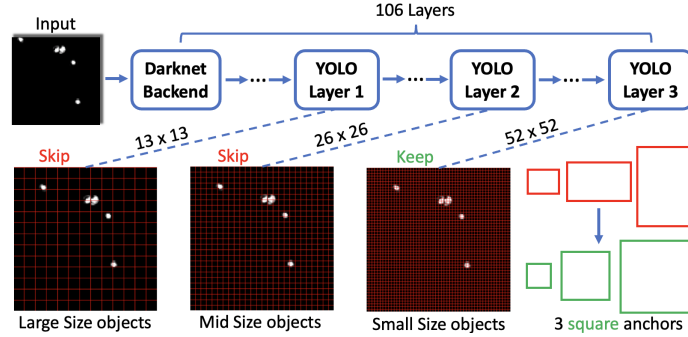 106 Layers
Input
Darknet
Backend
...
YOLO
Layer 1
...
YOLO
Layer 2
...
YOLO
Layer 3
13 x 13
26 x 26
52 x 52
Skip
Skip
Keep
Large Size objects
Mid Size objects
Small Size objects
3 square anchors